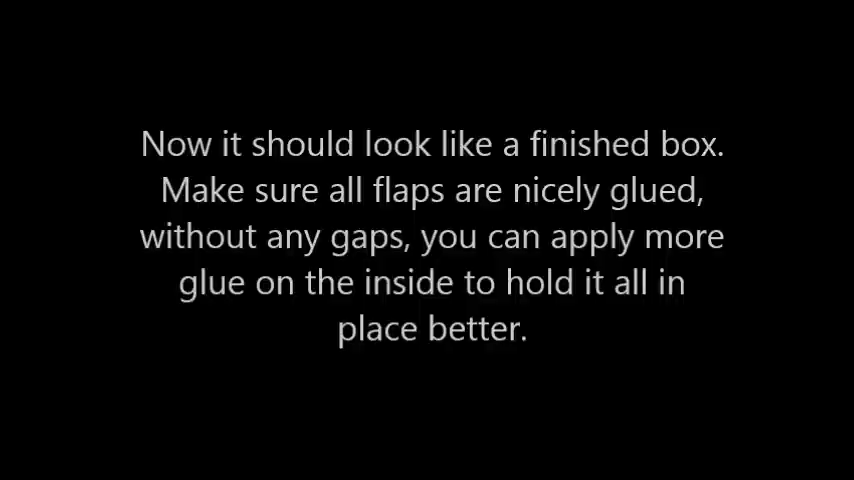 Now it should look like a finished box.
Make sure all flaps are nicely glued,
without any gaps, you can apply more
glue on the inside to hold it all in
place better.